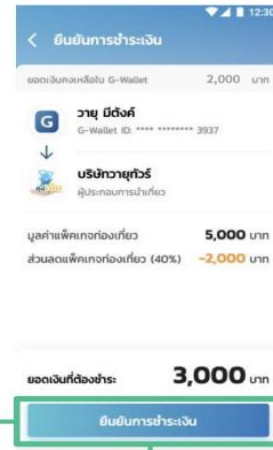 12:30
ยืนยันการชำระเงิน
ยอดเงินคงเหลือใน G-Wallet 2,000 บาท
G วายุ มีตังค์
G-Wallet ID: **** ******** 3937
บริษัทวายุทัวร์
ผู้ประกอบการนำเที่ยว
มูลค่าแพ็คเกจท่องเที่ยว 5,000 บาท
ส่วนลดแพ็คเกจท่องเที่ยว (40%) -2,000 บาท
ยอดเงินที่ต้องชำระ 3,000 บาท
ยืนยันการชำระเงิน